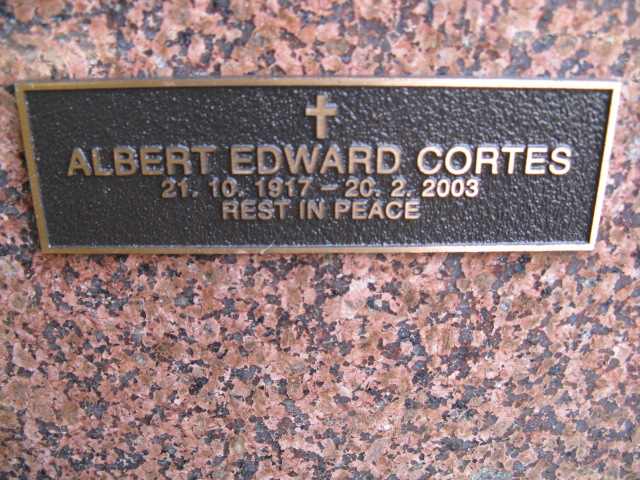 ALBERT EDWARD CORTES
21. 10. 1917 – 20. 2. 2003
REST IN PEACE